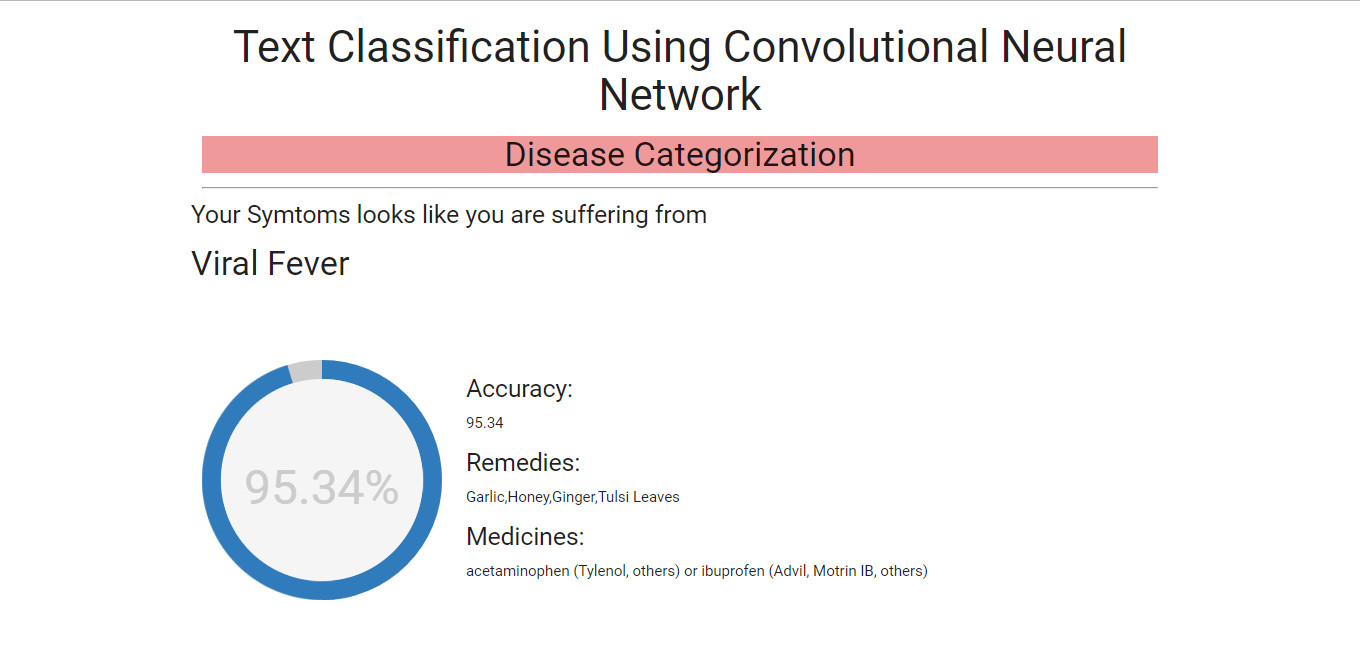 Text Classification Using Convolutional Neural
Network
Disease Categorization
Your Symtoms looks like you are suffering from
Viral Fever
95.34%
Accuracy:
95.34
Remedies:
Garlic,Honey,Ginger,Tulsi Leaves
Medicines:
acetaminophen (Tylenol, others) or ibuprofen (Advil, Motrin IB, others)